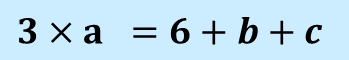 3 × a = 6 + b + c